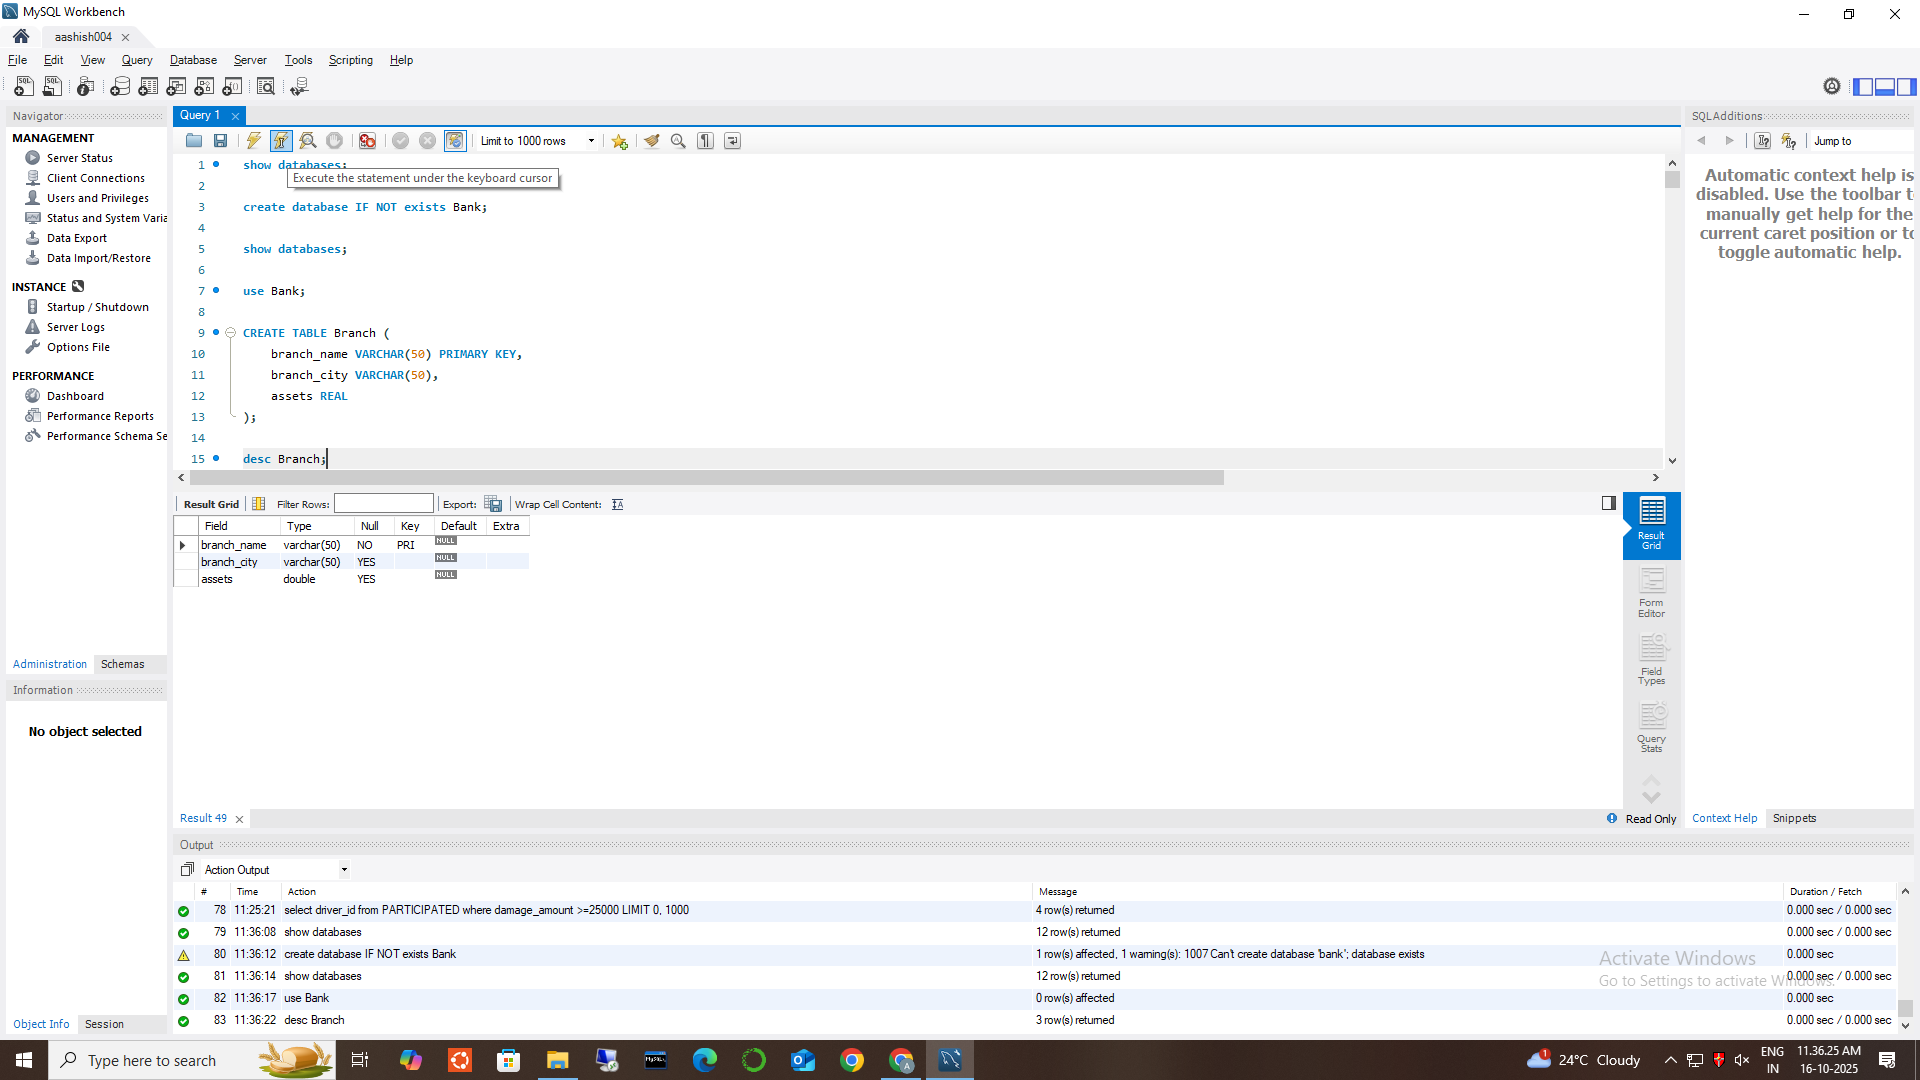 MySQL Workbench
aashish004
File Edit View Query Database Server Tools Scripting Help
Navigator
MANAGEMENT
Server Status
Client Connections
Users and Privileges
Status and System Varia
Data Export
Data Import/Restore
INSTANCE
Startup / Shutdown
Server Logs
Options File
PERFORMANCE
Dashboard
Performance Reports
Performance Schema Se
Administration Schemas
Information
No object selected
Object Info Session
Query 1
Limit to 1000 rows
1 show databases;
Execute the statement under the keyboard cursor
2
3 create database IF NOT exists Bank;
4
5 show databases;
6
7 use Bank;
8
9 CREATE TABLE Branch (
10 branch_name VARCHAR(50) PRIMARY KEY,
11 branch_city VARCHAR(50),
12 assets REAL
13 );
14
15 desc Branch;
Result Grid Filter Rows: Export: Wrap Cell Content:
Field Type Null Key Default Extra
branch_name varchar(50) NO PRI NULL
branch_city varchar(50) YES NULL
assets double YES NULL
Result Grid
Form Editor
Field Types
Query Stats
Result 49
Read Only
SQLAdditions
Jump to
Automatic context help is
disabled. Use the toolbar t
manually get help for the
current caret position or to
toggle automatic help.
Context Help Snippets
Output
Action Output
# Time Action Message Duration / Fetch
78 11:25:21 select driver_id from PARTICIPATED where damage_amount >=25000 LIMIT 0, 1000 4 row(s) returned 0.000 sec / 0.000 sec
79 11:36:08 show databases 12 row(s) returned 0.000 sec / 0.000 sec
80 11:36:12 create database IF NOT exists Bank 1 row(s) affected, 1 warning(s): 1007 Can't create database 'bank'; database exists 0.000 sec
81 11:36:14 show databases 12 row(s) returned 0.000 sec / 0.000 sec
82 11:36:17 use Bank 0 row(s) affected 0.000 sec
83 11:36:22 desc Branch 3 row(s) returned 0.000 sec / 0.000 sec
Activate Windows
Go to Settings to activate Windows.
Type here to search
1
24°C Cloudy
ENG
IN
11.36.25 AM
16-10-2025